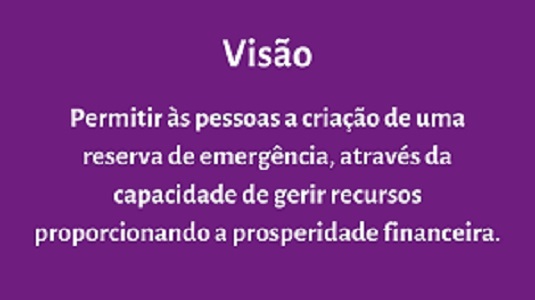 Visão
Permitir às pessoas a criação de uma
reserva de emergência, através da
capacidade de gerir recursos
proporcionando a prosperidade financeira.